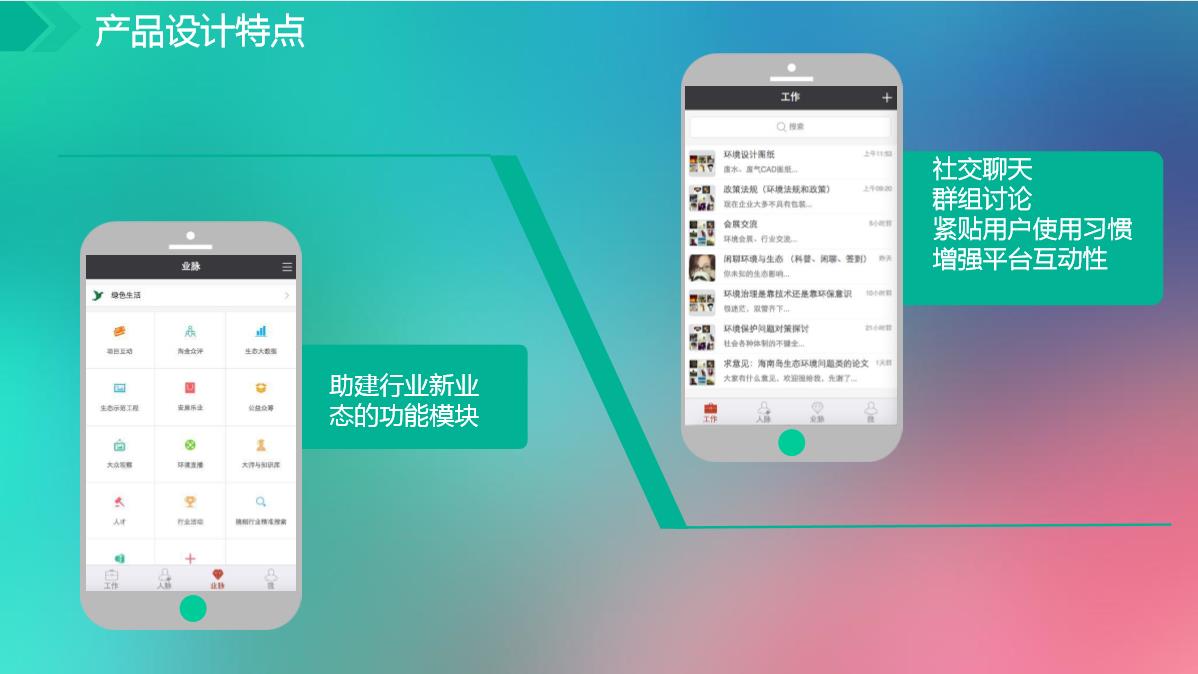 产品设计特点
工作
搜索
环境设计图纸 上午11:53
废水、废气CAD图纸...
政策法规（环境法规和政策） 上午09:20
现在企业大多不具有包装...
会展交流 5小时前
环境会展、行业交流...
闲聊环境与生态 （科普、闲聊、签到） 昨天
你未知的生态影响...
环境治理是靠技术还是靠环保意识 10小时前
很迷茫，双管齐下...
环境保护问题对策探讨 21小时前
社会各种体制的不健全...
求意见：海南岛生态环境问题类的论文 1天前
大家有什么意见，欢迎提给我，先谢了...
工作 人脉 业脉 我
社交聊天
群组讨论
紧贴用户使用习惯
增强平台互动性
业脉
绿色生活
项目互动 淘金众评 生态大数据
生态示范工程 安居乐业 公益众筹
大众观察 环境直播 大师与知识库
人才 行业活动 行业精准搜索
工作 人脉 业脉 我
助建行业新业
态的功能模块